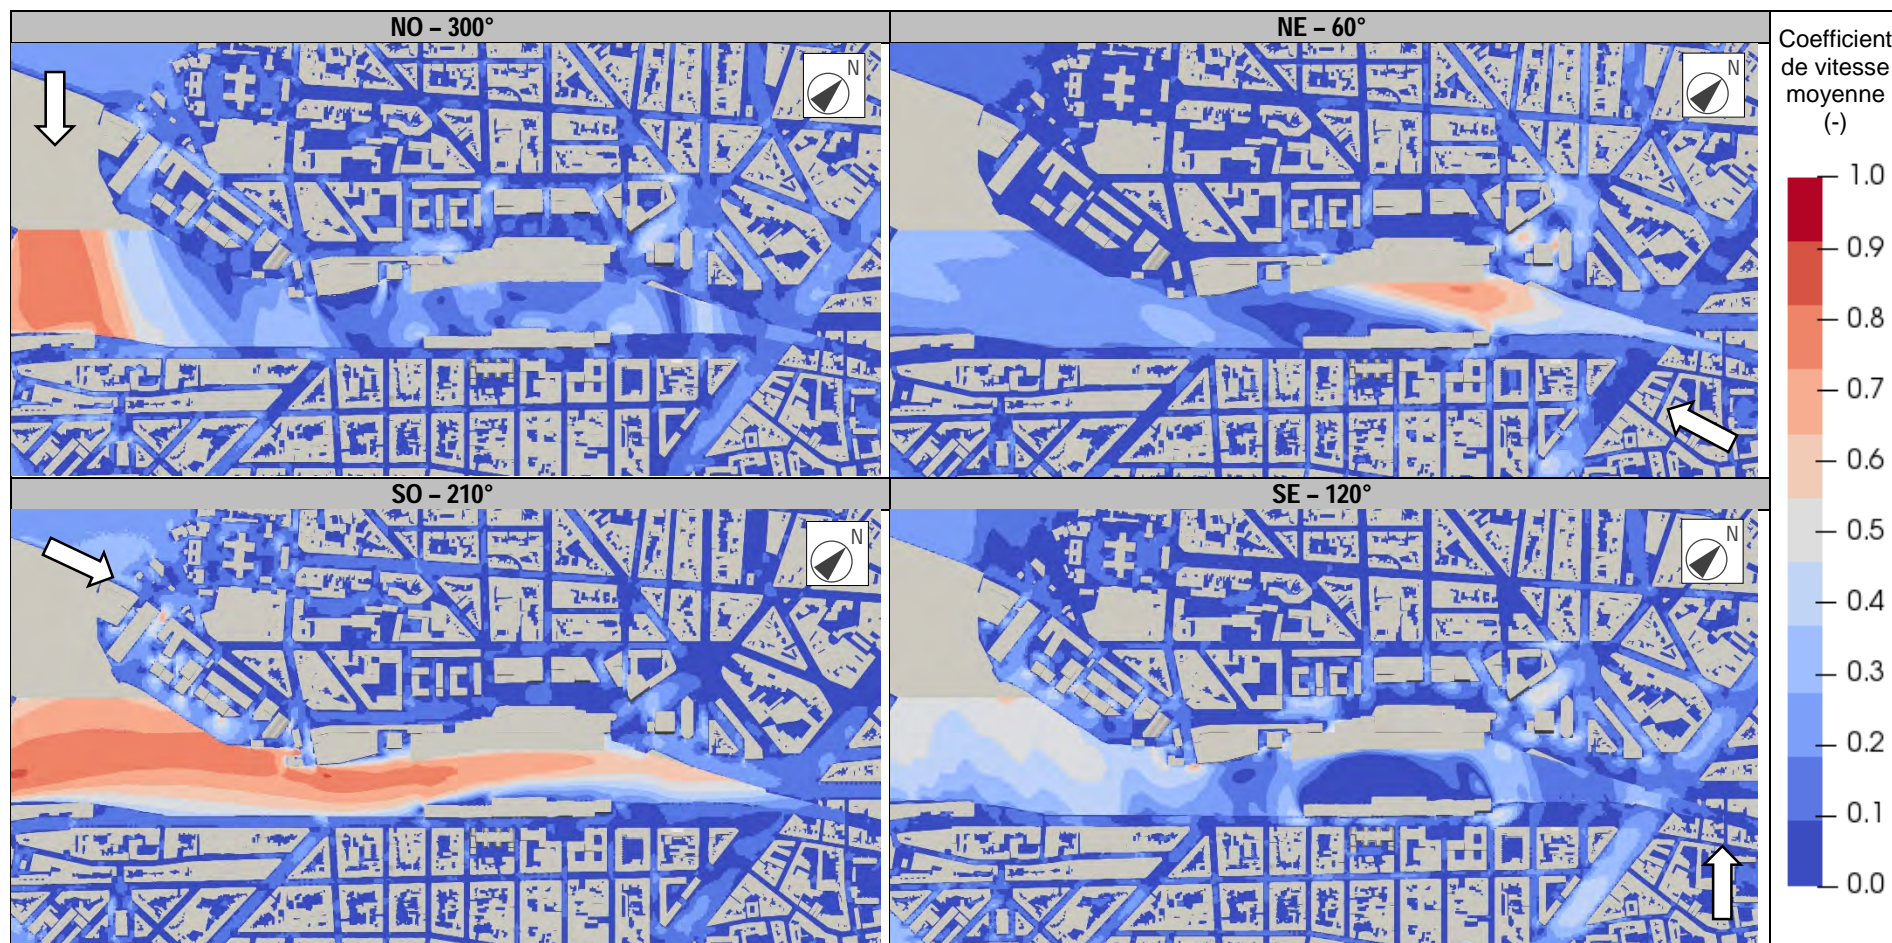 NO – 300°
NE – 60°
Coefficient
de vitesse
moyenne
(-)
N
N
1.0
0.9
0.8
0.7
0.6
0.5
0.4
0.3
0.2
0.1
0.0
SO – 210°
SE – 120°
N
N